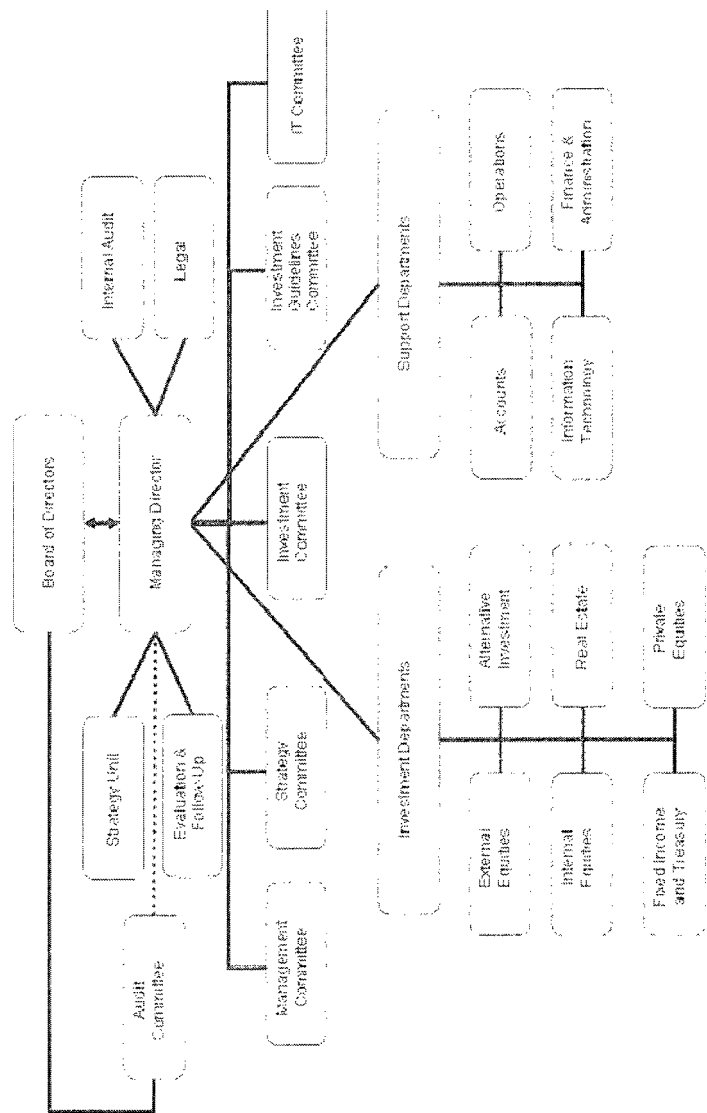 Board of Directors
Managing Director
Internal Audit
Legal
Strategy Unit
Evaluation &
Follow-Up
Audit
Committee
Management
Committee
Strategy
Committee
Investment
Committee
Investment
Guidelines
Committee
IT Committee
Investment Departments
External
Equities
Alternative
Investment
Internal
Equities
Real Estate
Fixed Income
and Treasury
Private
Equities
Support Departments
Accounts
Operations
Information
Technology
Finance &
Administration